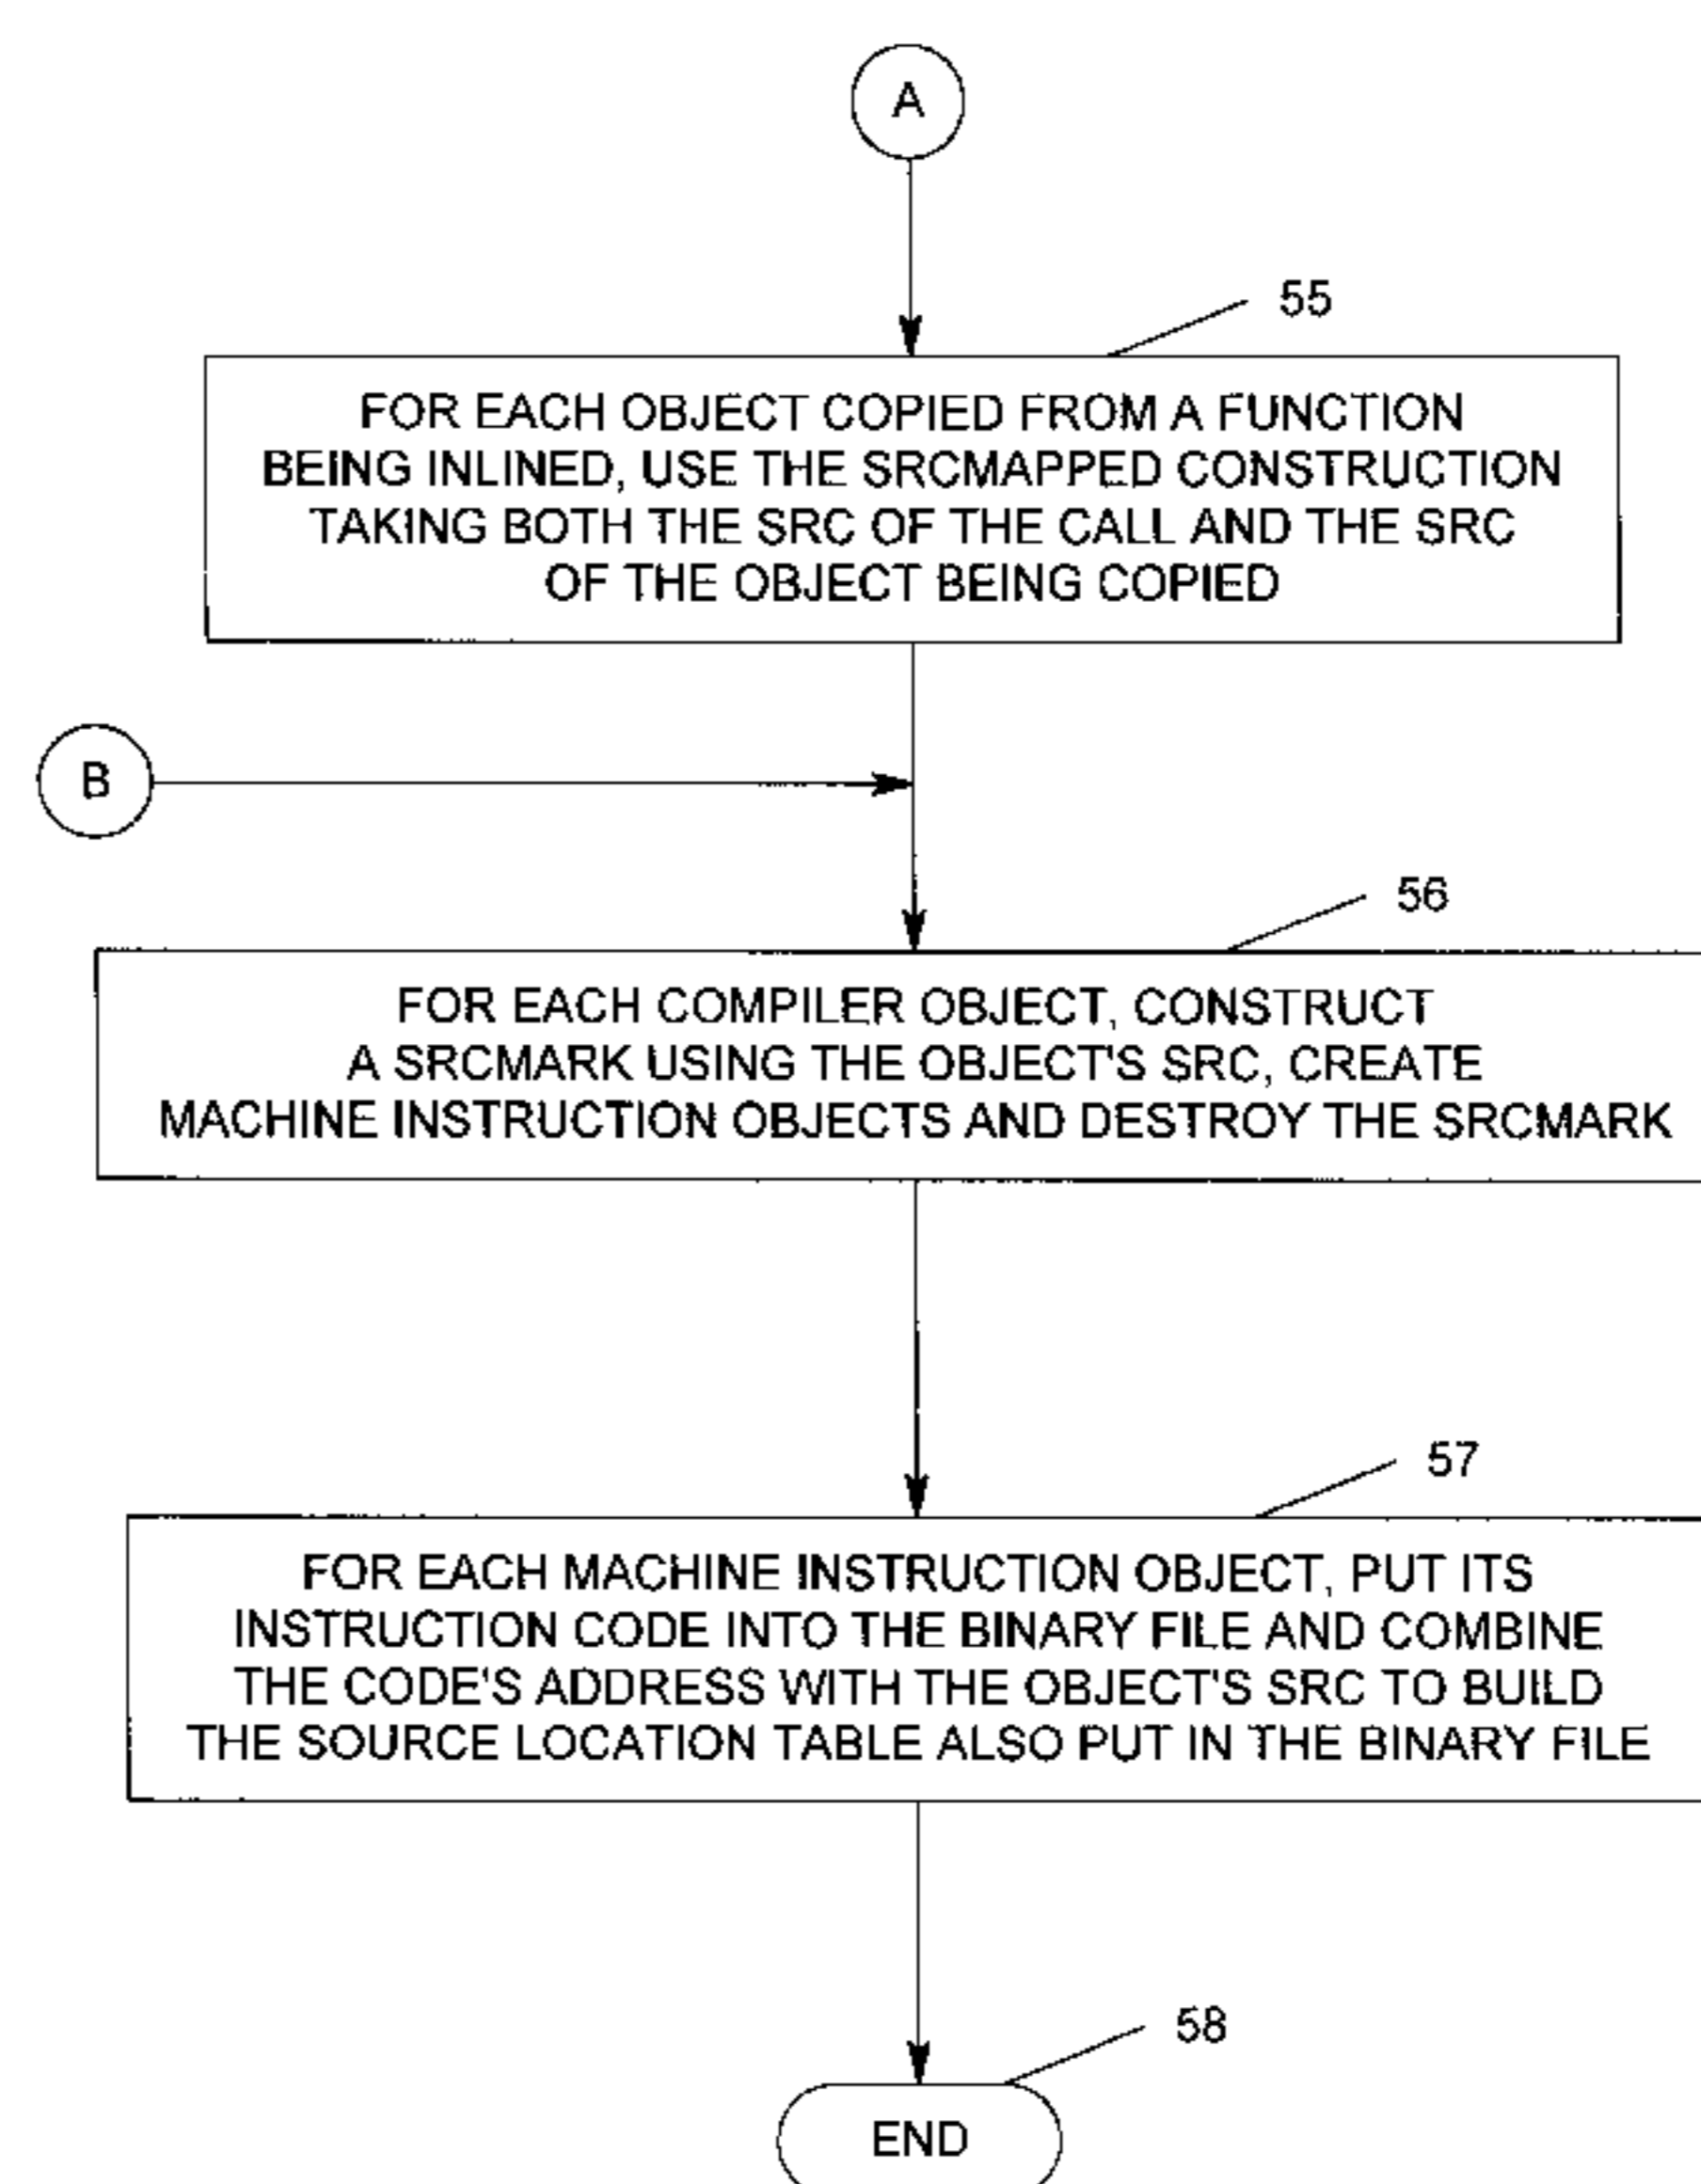 A
55
FOR EACH OBJECT COPIED FROM A FUNCTION
BEING INLINED, USE THE SRCMAPPED CONSTRUCTION
TAKING BOTH THE SRC OF THE CALL AND THE SRC
OF THE OBJECT BEING COPIED
B
56
FOR EACH COMPILER OBJECT, CONSTRUCT
A SRCMARK USING THE OBJECT'S SRC, CREATE
MACHINE INSTRUCTION OBJECTS AND DESTROY THE SRCMARK
57
FOR EACH MACHINE INSTRUCTION OBJECT, PUT ITS
INSTRUCTION CODE INTO THE BINARY FILE AND COMBINE
THE CODE'S ADDRESS WITH THE OBJECT'S SRC TO BUILD
THE SOURCE LOCATION TABLE ALSO PUT IN THE BINARY FILE
58
END